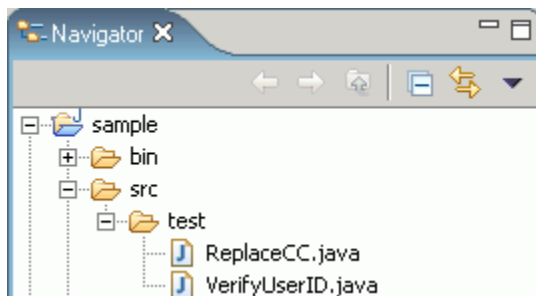 Navigator
sample
bin
src
test
ReplaceCC.java
VerifyUserID.java